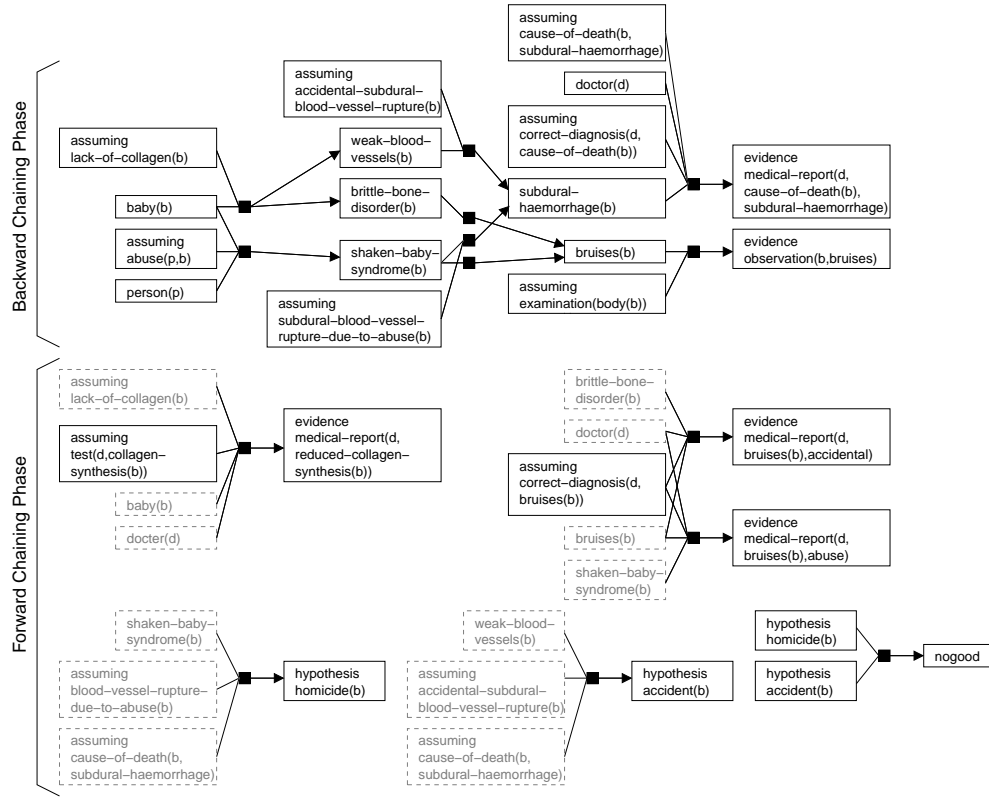 Backward Chaining Phase
assuming
cause–of–death(b,
subdural–haemorrhage)
assuming
accidental–subdural–
blood–vessel–rupture(b)
doctor(d)
assuming
lack–of–collagen(b)
weak–blood–
vessels(b)
assuming
correct–diagnosis(d,
cause–of–death(b))
evidence
medical–report(d,
cause–of–death(b),
subdural–haemorrhage)
baby(b)
brittle–bone–
disorder(b)
subdural–
haemorrhage(b)
assuming
abuse(p,b)
shaken–baby–
syndrome(b)
bruises(b)
evidence
observation(b,bruises)
person(p)
assuming
subdural–blood–vessel–
rupture–due–to–abuse(b)
assuming
examination(body(b))
Forward Chaining Phase
assuming
lack–of–collagen(b)
assuming
test(d,collagen–
synthesis(b))
baby(b)
docter(d)
evidence
medical–report(d,
reduced–collagen–
synthesis(b))
brittle–bone–
disorder(b)
doctor(d)
assuming
correct–diagnosis(d,
bruises(b))
bruises(b)
shaken–baby–
syndrome(b)
evidence
medical–report(d,
bruises(b),accidental)
evidence
medical–report(d,
bruises(b),abuse)
shaken–baby–
syndrome(b)
assuming
blood–vessel–rupture–
due–to–abuse(b)
assuming
cause–of–death(b,
subdural–haemorrhage)
hypothesis
homicide(b)
weak–blood–
vessels(b)
assuming
accidental–subdural–
blood–vessel–rupture(b)
assuming
cause–of–death(b,
subdural–haemorrhage)
hypothesis
accident(b)
hypothesis
homicide(b)
hypothesis
accident(b)
nogood